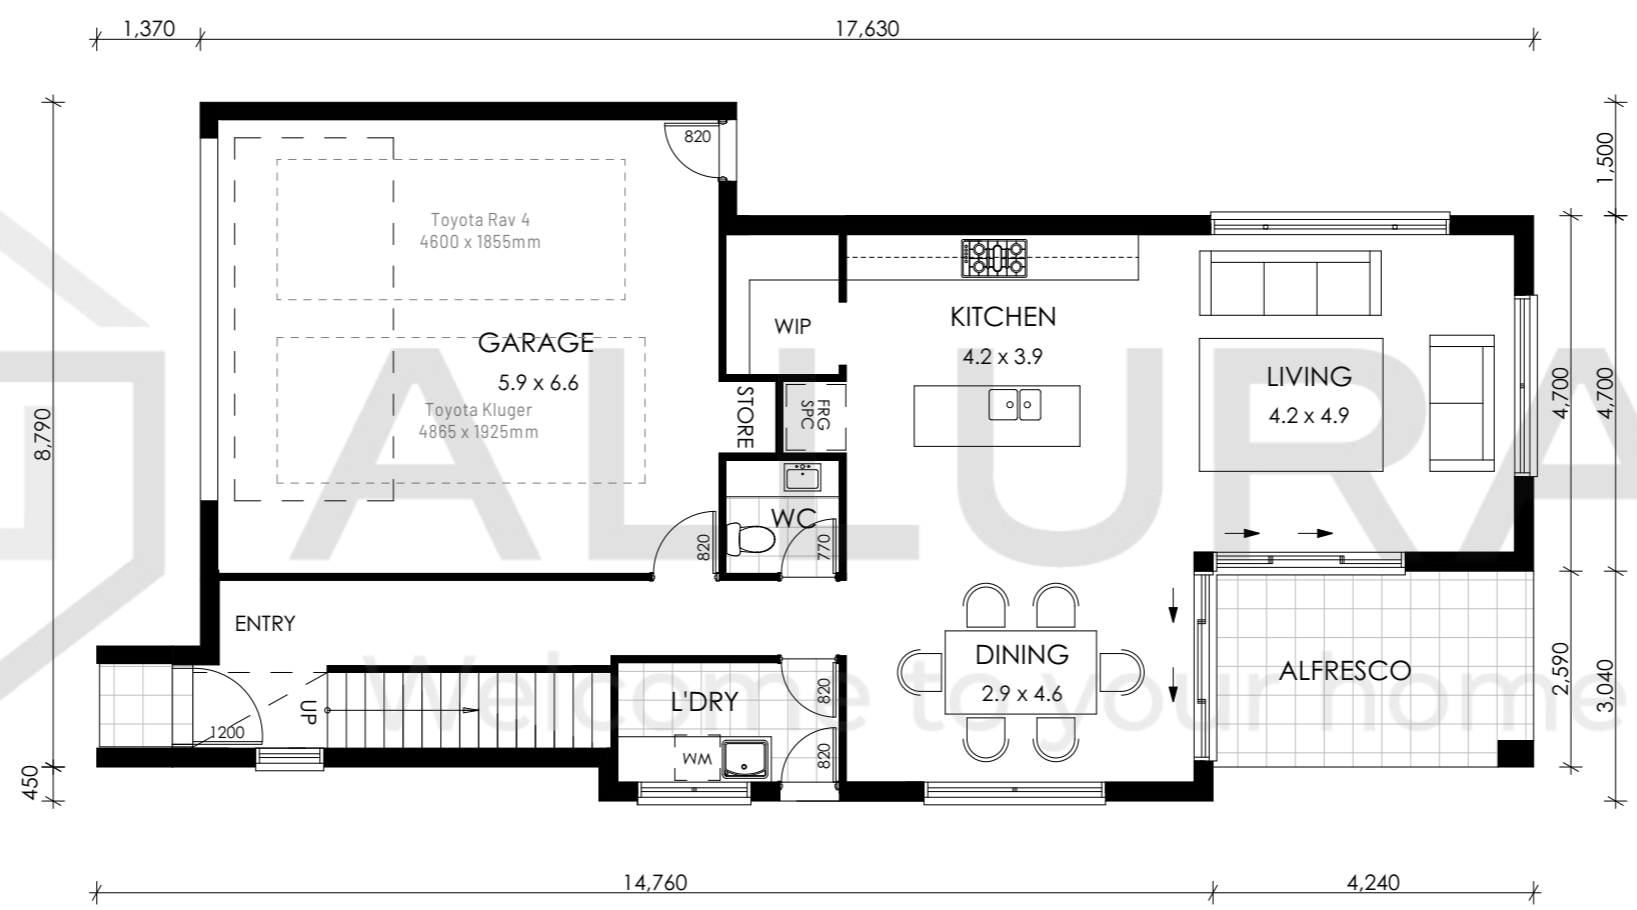 1,370
17,630
820
1,500
Toyota Rav 4
4600 x 1855mm
GARAGE
5.9 x 6.6
Toyota Kluger
4865 x 1925mm
WIP
KITCHEN
4.2 x 3.9
LIVING
4.2 x 4.9
4,700
4,700
8,790
STORE
FRG
SPC
ALLURA
WC
820
770
ENTRY
DINING
2.9 x 4.6
ALFRESCO
2,590
3,040
Welcome to your home
L'DRY
820
UP
1200
WM
820
450
14,760
4,240